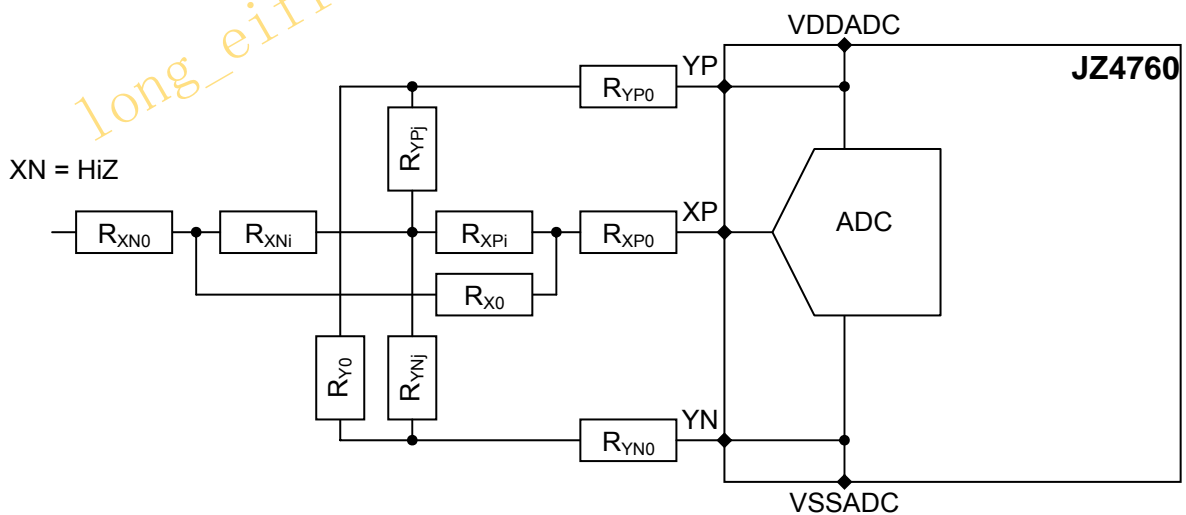 VDDADC
JZ4760
YP
RYP0
long_eif
RYPj
XN = HiZ
XP
RXN0
RXNi
RXPi
RXP0
ADC
RX0
RY0
RYNj
YN
RYN0
VSSADC